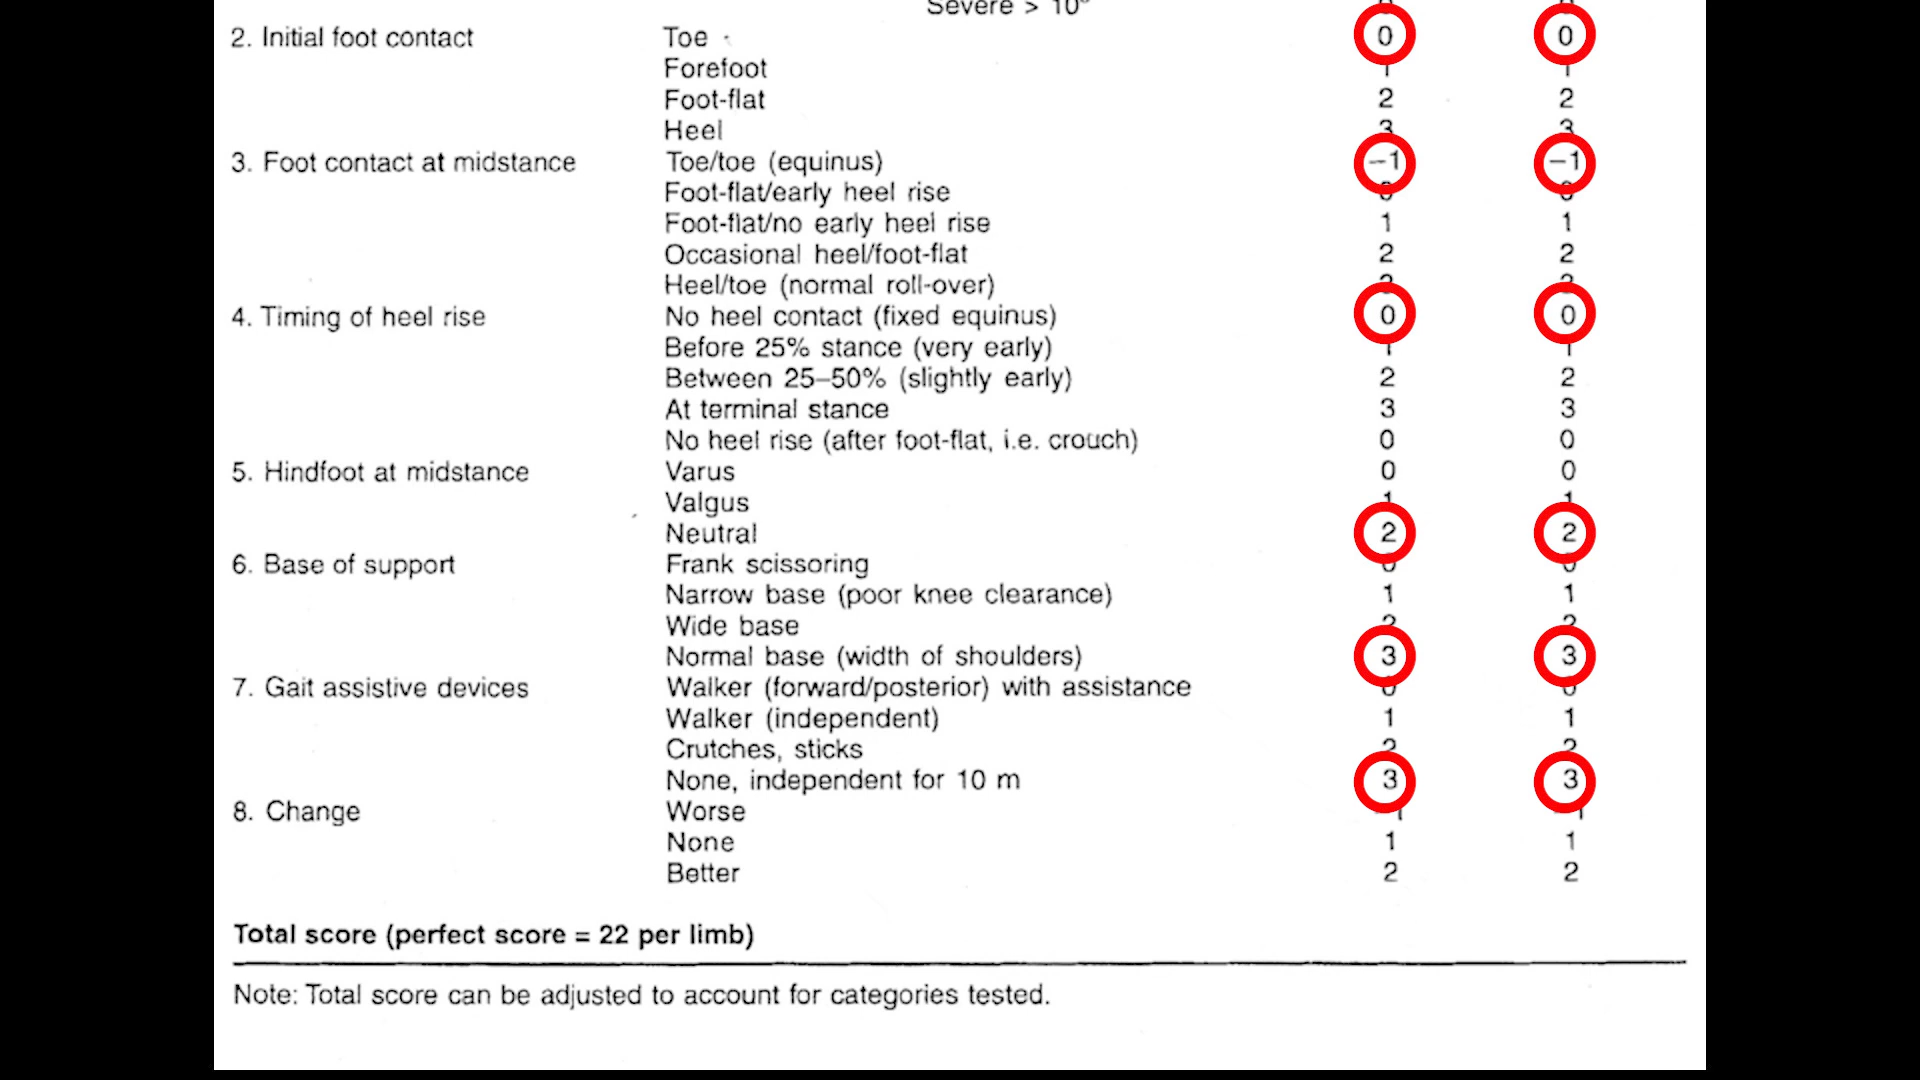 Severe > 10°
2. Initial foot contact Toe 0 0
Forefoot 1 1
Foot-flat 2 2
Heel 3 3
3. Foot contact at midstance Toe/toe (equinus) –1 –1
Foot-flat/early heel rise 0 0
Foot-flat/no early heel rise 1 1
Occasional heel/foot-flat 2 2
Heel/toe (normal roll-over) 3 3
4. Timing of heel rise No heel contact (fixed equinus) 0 0
Before 25% stance (very early) 1 1
Between 25–50% (slightly early) 2 2
At terminal stance 3 3
No heel rise (after foot-flat, i.e. crouch) 0 0
5. Hindfoot at midstance Varus 0 0
Valgus 1 1
Neutral 2 2
6. Base of support Frank scissoring 0 0
Narrow base (poor knee clearance) 1 1
Wide base 2 2
Normal base (width of shoulders) 3 3
7. Gait assistive devices Walker (forward/posterior) with assistance 0 0
Walker (independent) 1 1
Crutches, sticks 2 2
None, independent for 10 m 3 3
8. Change Worse
None 1 1
Better 2 2
Total score (perfect score = 22 per limb)
Note: Total score can be adjusted to account for categories tested.